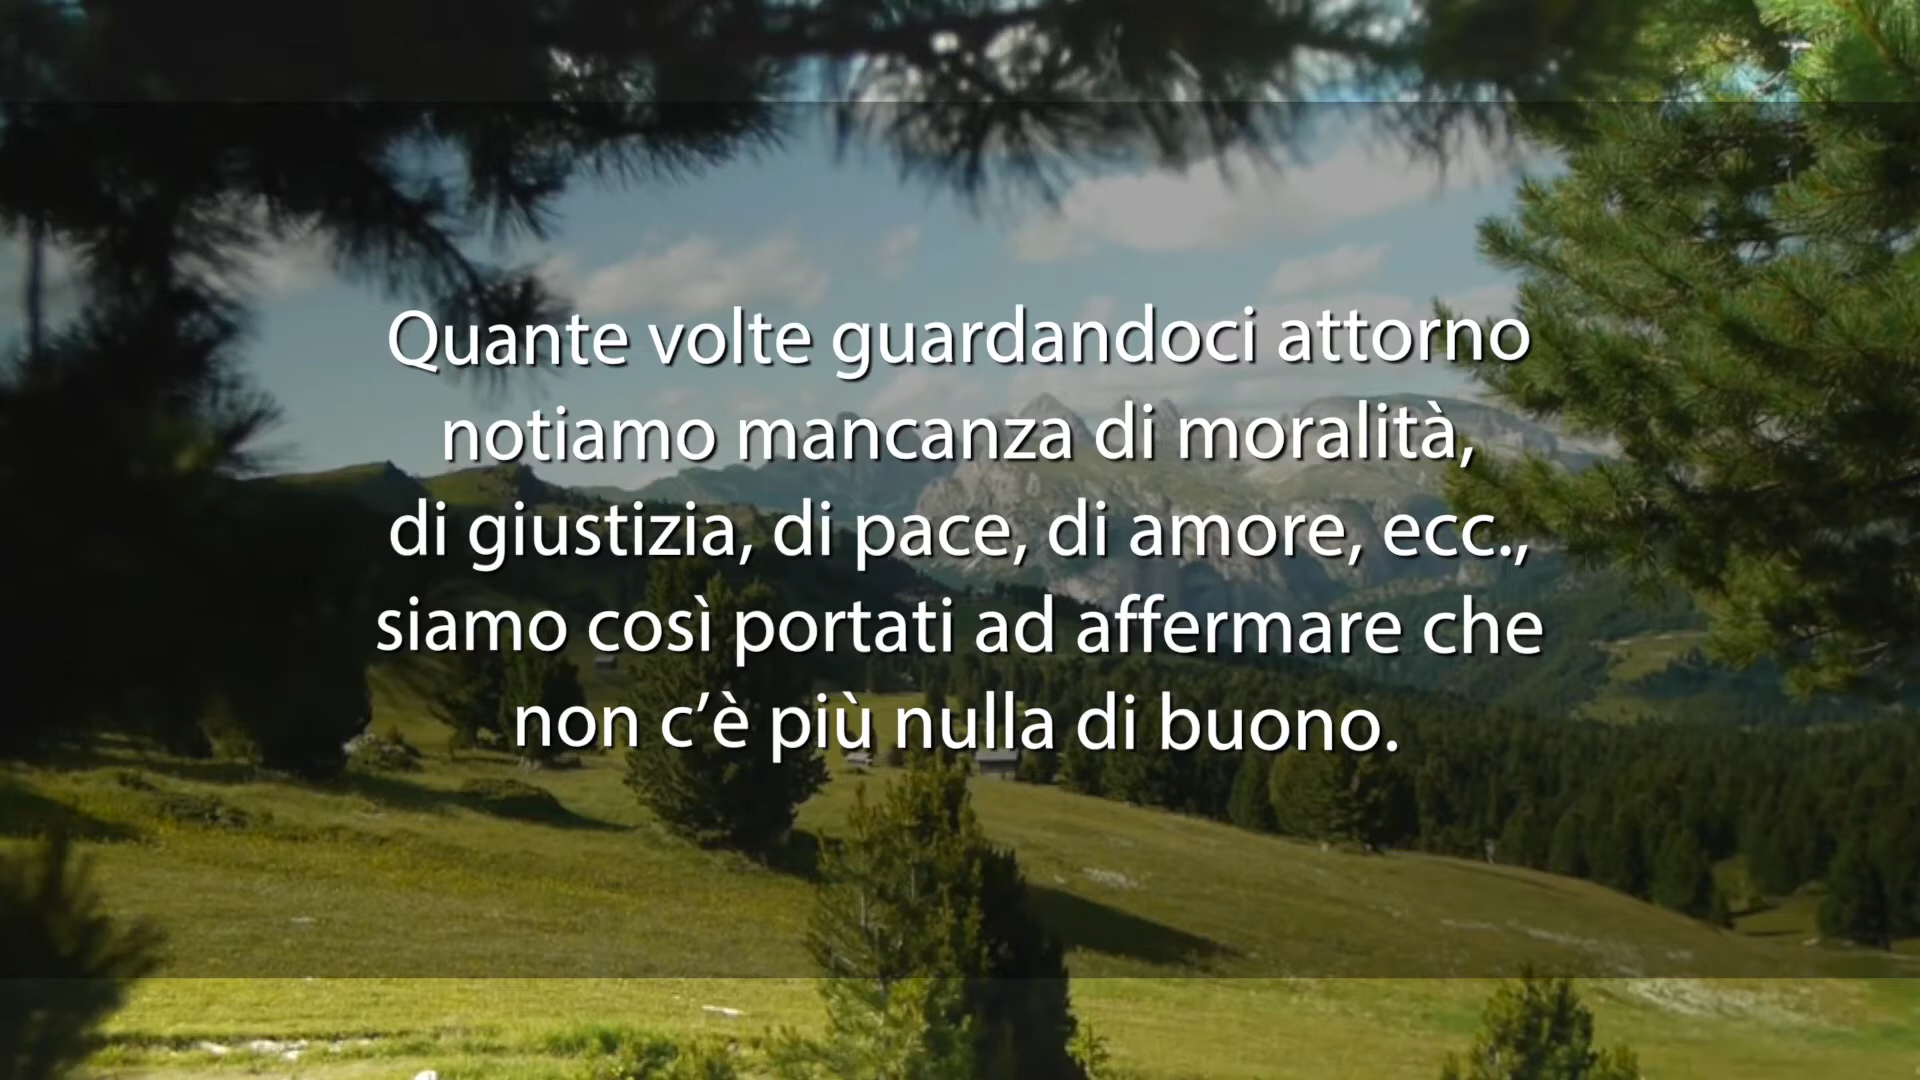 Quante volte guardandoci attorno
notiamo mancanza di moralità,
di giustizia, di pace, di amore, ecc.,
siamo così portati ad affermare che
non c’è più nulla di buono.